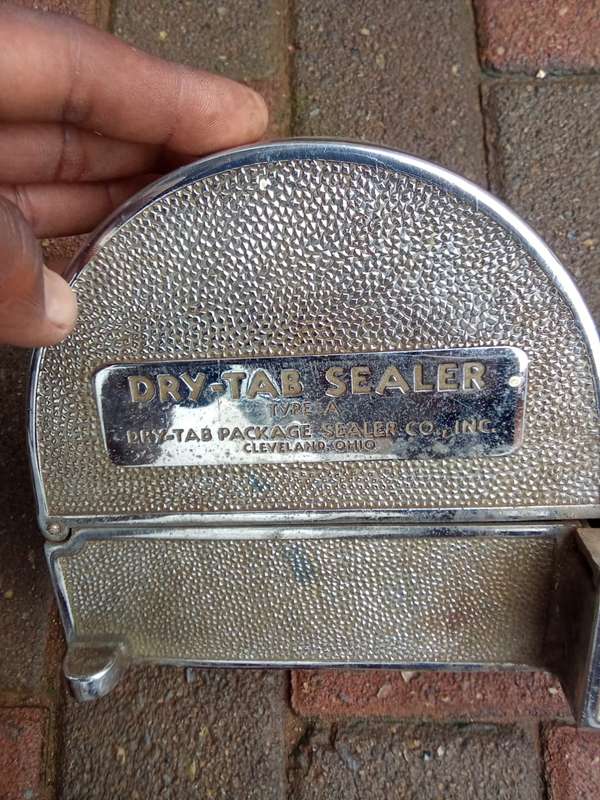 DRY-TAB SEALER
TYPE A
DRY-TAB PACKAGE SEALER CO., INC.
CLEVELAND, OHIO